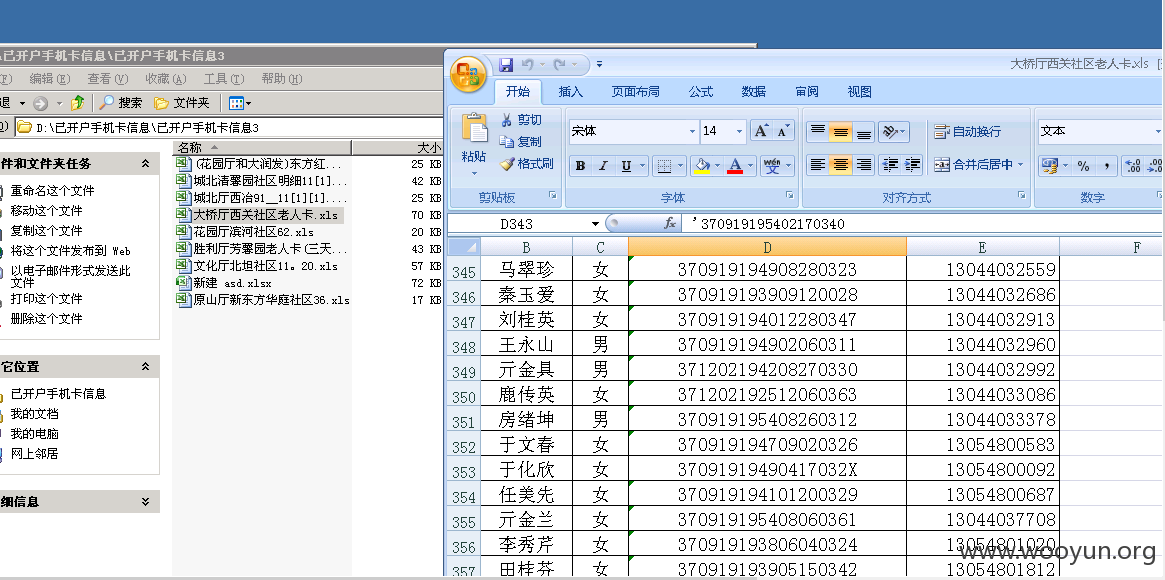 已开户手机卡信息\已开户手机卡信息3
编辑(E) 查看(V) 收藏(A) 工具(T) 帮助(H)
退 搜索 文件夹
D:\已开户手机卡信息\已开户手机卡信息3
件和文件夹任务
重命名这个文件
移动这个文件
复制这个文件
将这个文件发布到 Web
以电子邮件形式发送此
文件
打印这个文件
删除这个文件
它位置
已开户手机卡信息
我的文档
我的电脑
网上邻居
细信息
名称 大小
(花园厅和大润发)东方红... 25 KB
城北清馨园社区明细11[1].... 42 KB
城北厅西冶91__11[1][1].... 25 KB
大桥厅西关社区老人卡.xls 70 KB
花园厅滨河社区62.xls 20 KB
胜利厅芳馨园老人卡(三天... 43 KB
文化厅北坦社区11。20.xls 57 KB
新建 asd.xlsx 72 KB
原山厅新东方华庭社区36.xls 17 KB
大桥厅西关社区老人卡.xls
开始 插入 页面布局 公式 数据 审阅 视图
粘贴 剪切
复制
格式刷
剪贴板
宋体 14
B I U
字体
自动换行
合并后居中
对齐方式
文本
数字
D343 '370919195402170340
B C D E F
345 马翠珍 女 370919194908280323 13044032559
346 秦玉爱 女 370919193909120028 13044032686
347 刘桂英 女 370919194012280347 13044032913
348 王永山 男 370919194902060311 13044032960
349 亓金具 男 371202194208270330 13044032992
350 鹿传英 女 371202192512060363 13044033086
351 房绪坤 男 370919195408260312 13044033378
352 于文春 女 370919194709020326 13054800583
353 于化欣 女 37091919490417032X 13054800092
354 任美先 女 370919194101200329 13054800687
355 亓金兰 女 370919195408060361 13044037708
356 李秀芹 女 370919193806040324 13054801020
357 田桂芬 女 370919193905150342 13054801812
www.wooyun.org